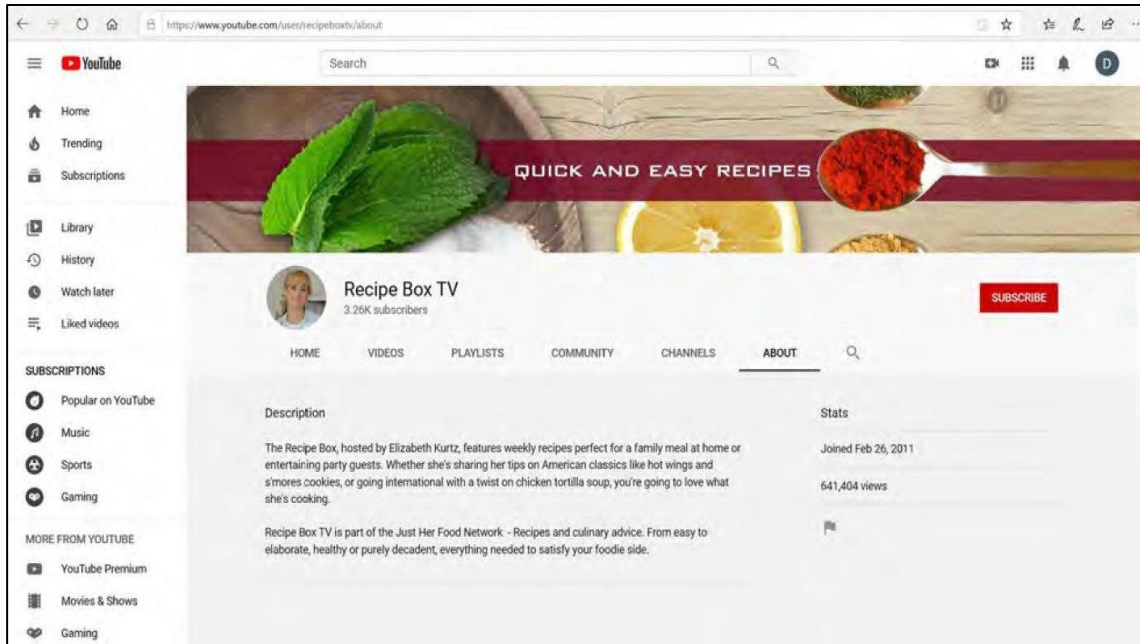 https://www.youtube.com/user/recipeboxtv/about
YouTube
Search
D
Home
Trending
Subscriptions
Library
History
Watch later
Liked videos
SUBSCRIPTIONS
Popular on YouTube
Music
Sports
Gaming
MORE FROM YOUTUBE
YouTube Premium
Movies & Shows
Gaming
QUICK AND EASY RECIPES
Recipe Box TV
3.26K subscribers
SUBSCRIBE
HOME VIDEOS PLAYLISTS COMMUNITY CHANNELS ABOUT
Description
The Recipe Box, hosted by Elizabeth Kurtz, features weekly recipes perfect for a family meal at home or
entertaining party guests. Whether she's sharing her tips on American classics like hot wings and
s'mores cookies, or going international with a twist on chicken tortilla soup, you're going to love what
she's cooking.
Recipe Box TV is part of the Just Her Food Network - Recipes and culinary advice. From easy to
elaborate, healthy or purely decadent, everything needed to satisfy your foodie side.
Stats
Joined Feb 26, 2011
641,404 views